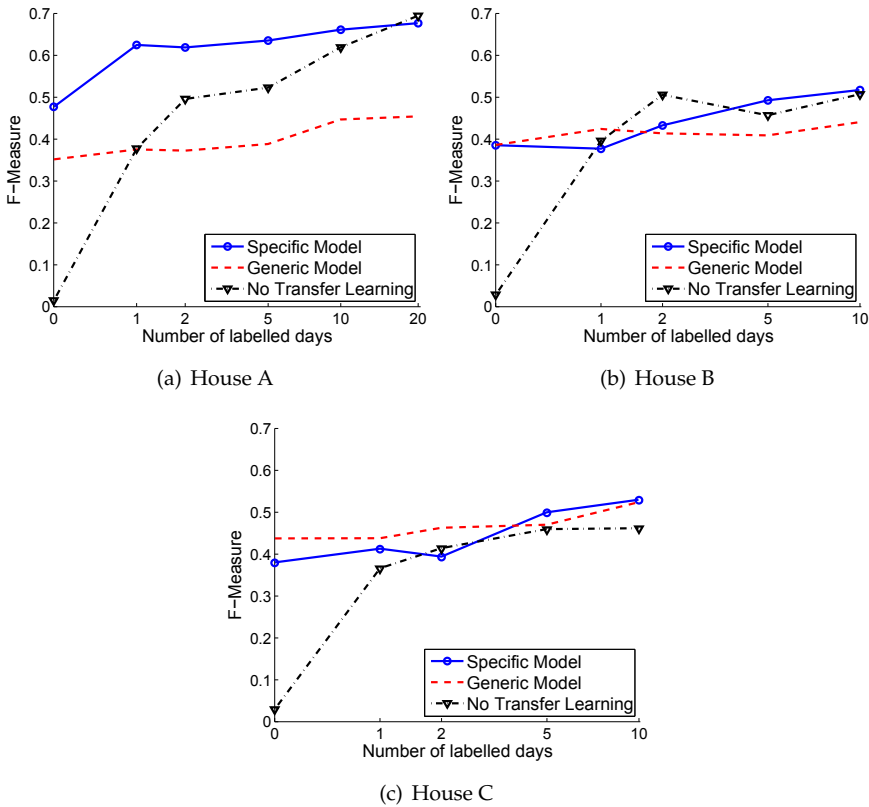 0.7
0.6
0.5
0.4
0.3
0.2
0.1
0
F−Measure
0 1 2 5 10 20
Number of labelled days
Specific Model
Generic Model
No Transfer Learning
(a) House A
0.7
0.6
0.5
0.4
0.3
0.2
0.1
0
F−Measure
0 1 2 5 10
Number of labelled days
Specific Model
Generic Model
No Transfer Learning
(b) House B
0.7
0.6
0.5
0.4
0.3
0.2
0.1
0
F−Measure
0 1 2 5 10
Number of labelled days
Specific Model
Generic Model
No Transfer Learning
(c) House C